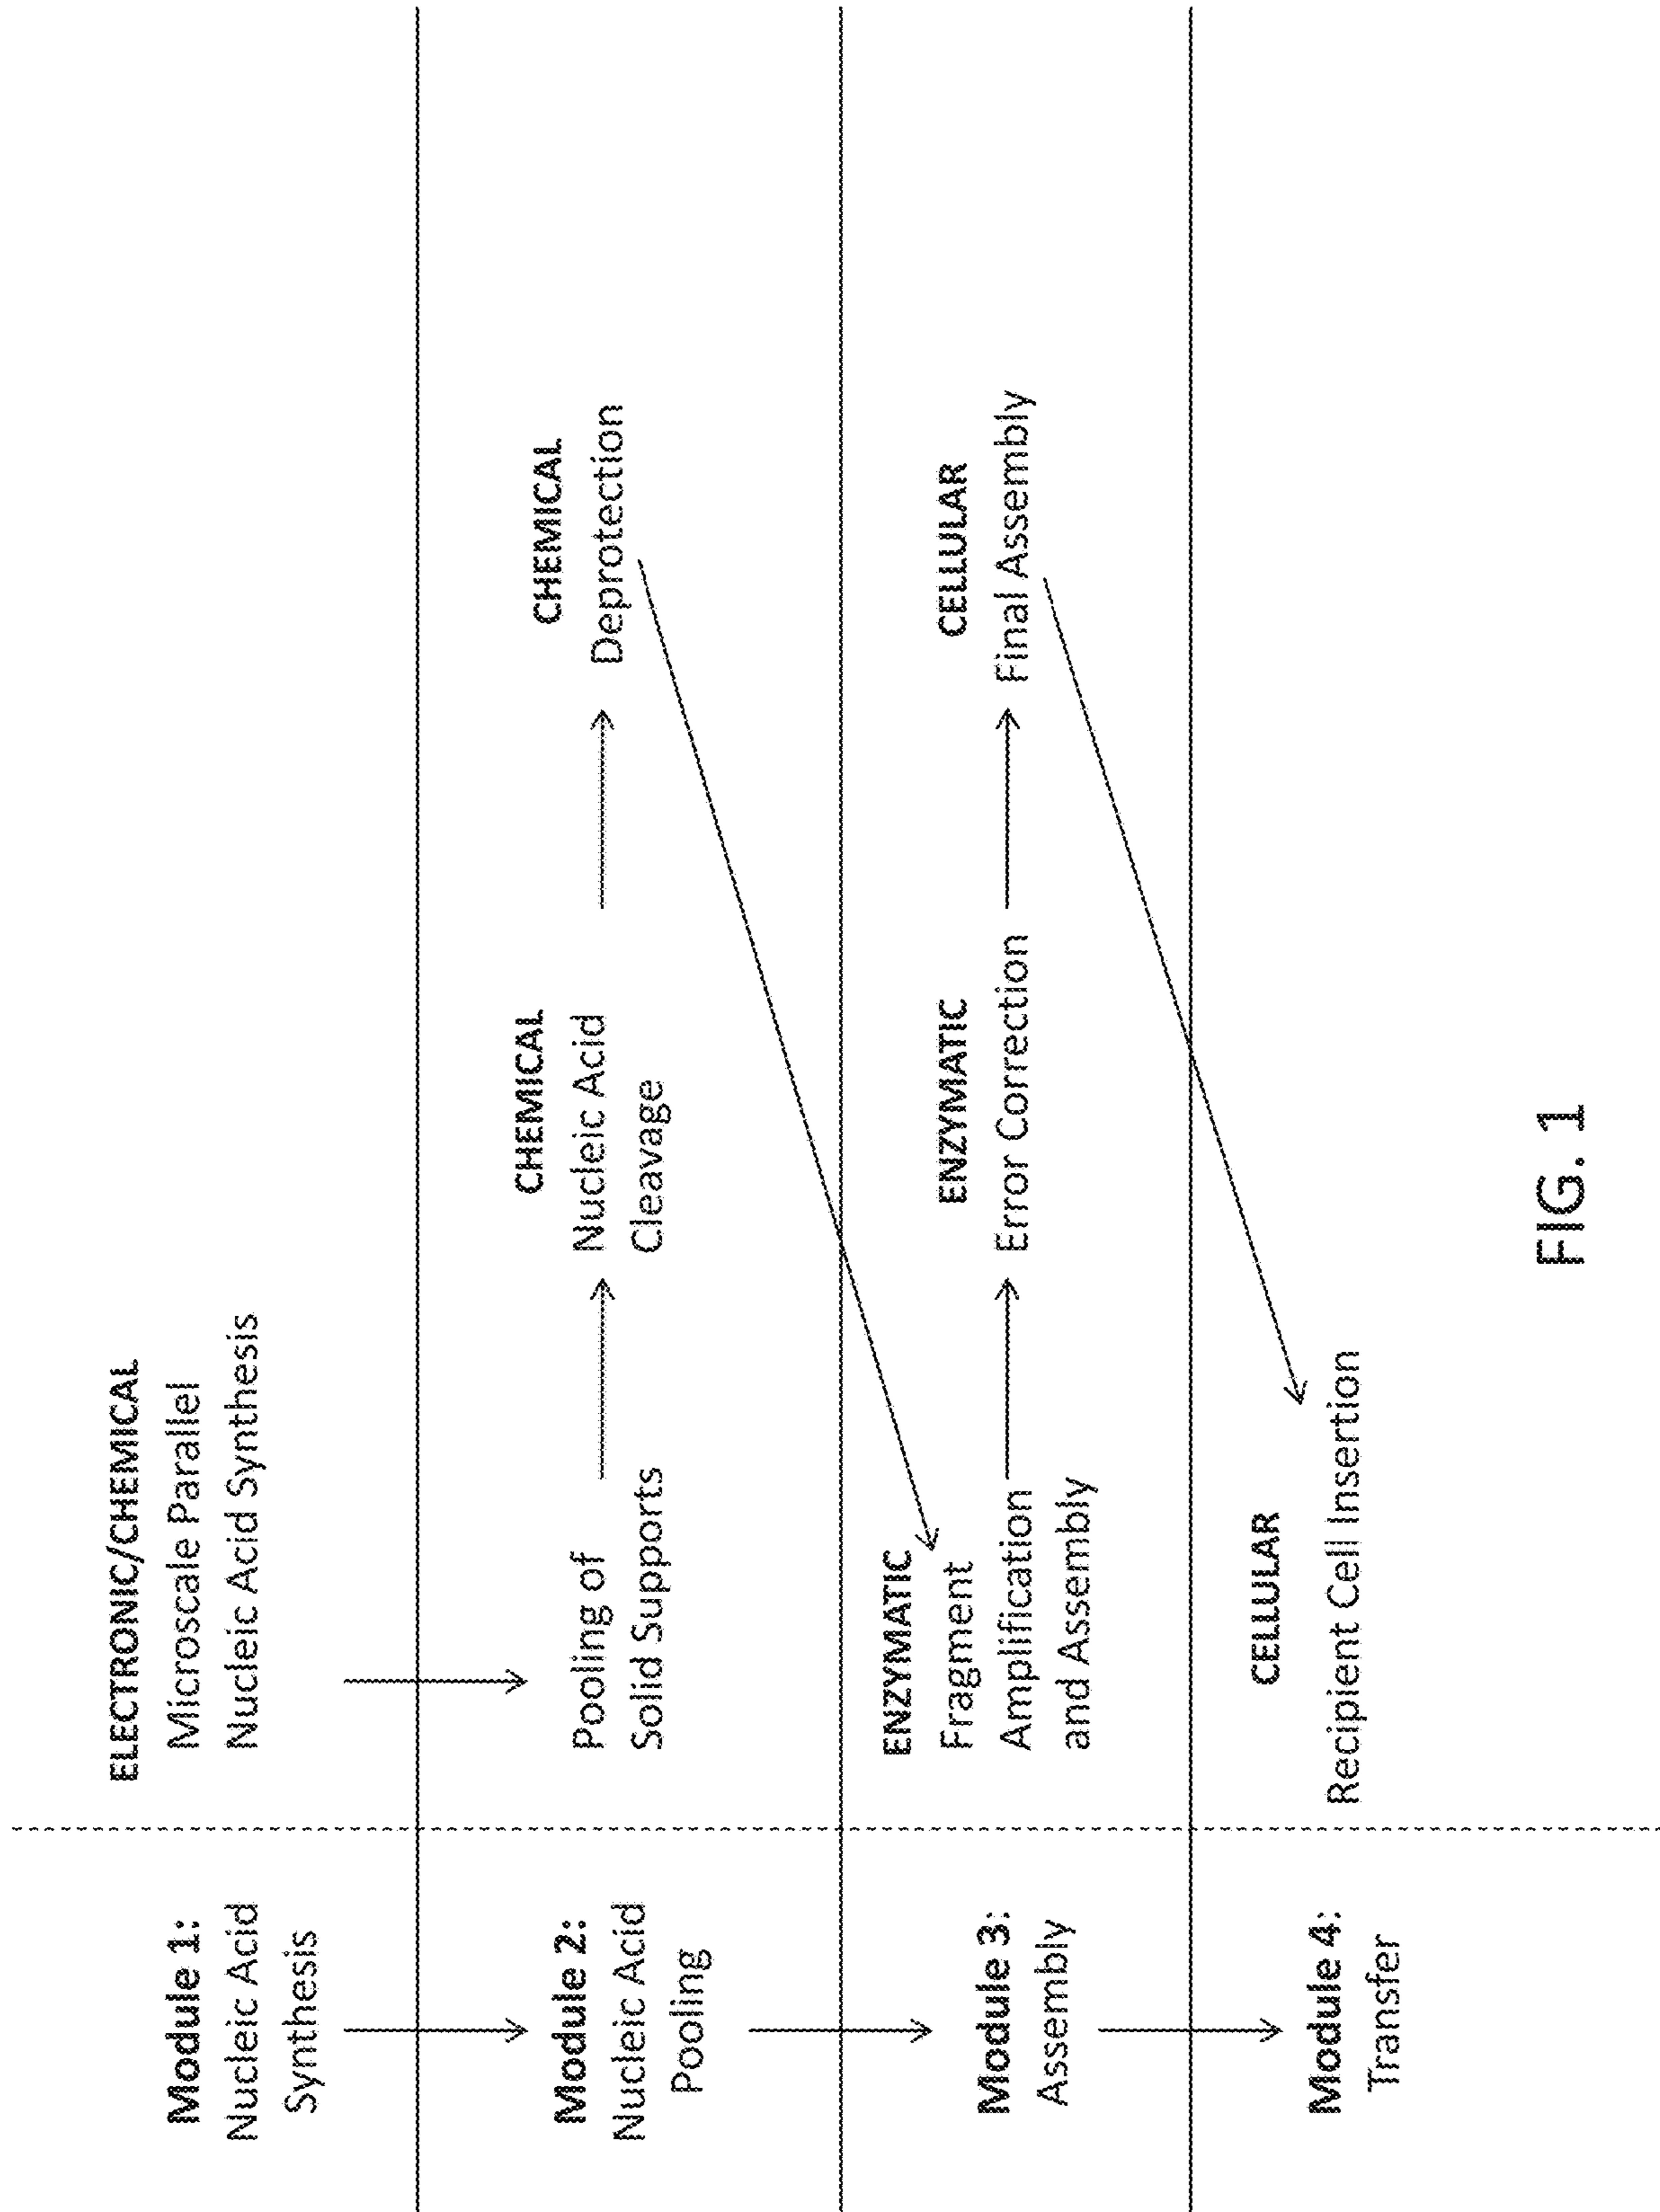 Module 1:
Nucleic Acid
Synthesis
ELECTRONIC/CHEMICAL
Microscale Parallel
Nucleic Acid Synthesis
Module 2:
Nucleic Acid
Pooling
Pooling of
Solid Supports
CHEMICAL
Nucleic Acid
Cleavage
CHEMICAL
Deprotection
Module 3:
Assembly
ENZYMATIC
Fragment
Amplification
and Assembly
ENZYMATIC
Error Correction
CELLULAR
Final Assembly
Module 4:
Transfer
CELLULAR
Recipient Cell Insertion
FIG. 1